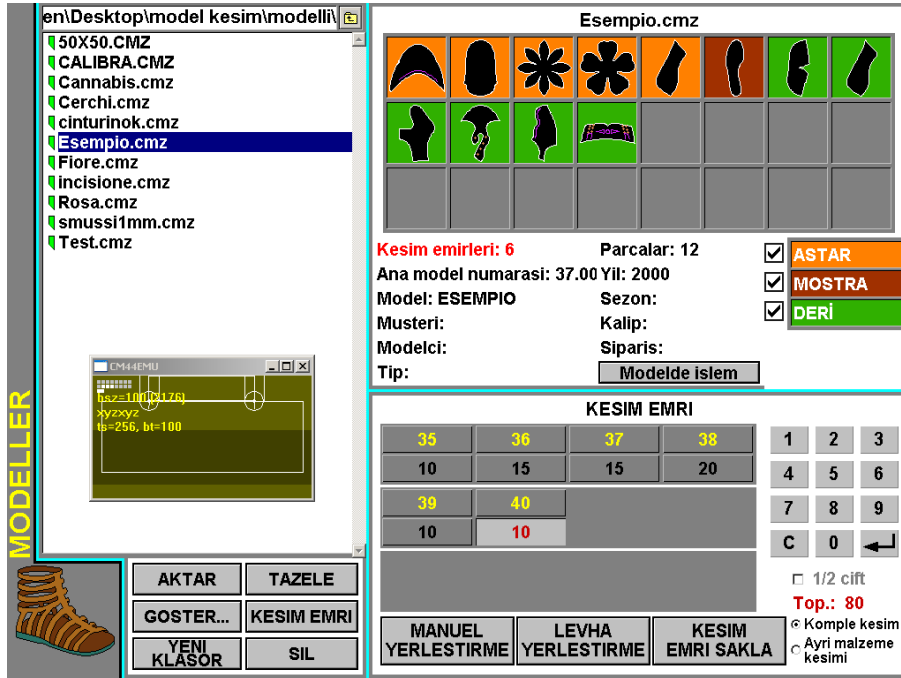 en\Desktop\model kesim\modelli\
50X50.CMZ
CALIBRA.CMZ
Cannabis.cmz
Cerchi.cmz
cinturinok.cmz
Esempio.cmz
Fiore.cmz
incisione.cmz
Rosa.cmz
smussi1mm.cmz
Test.cmz
CM44EMU
hsz=100 (2176)
xyzxyz
ts=256, bt=100
MODELLER
AKTAR
TAZELE
GOSTER...
KESIM EMRI
YENI
KLASOR
SIL
Esempio.cmz
Kesim emirleri: 6
Parcalar: 12
Ana model numarasi: 37.00
Yil: 2000
Model: ESEMPIO
Sezon:
Musteri:
Kalip:
Modelci:
Siparis:
Tip:
Modelde islem
ASTAR
MOSTRA
DERİ
KESIM EMRI
35 36 37 38
10 15 15 20
39 40
10 10
1 2 3
4 5 6
7 8 9
C 0
1/2 cift
Top.: 80
Komple kesim
Ayri malzeme
kesimi
MANUEL
YERLESTIRME
LEVHA
YERLESTIRME
KESIM
EMRI SAKLA